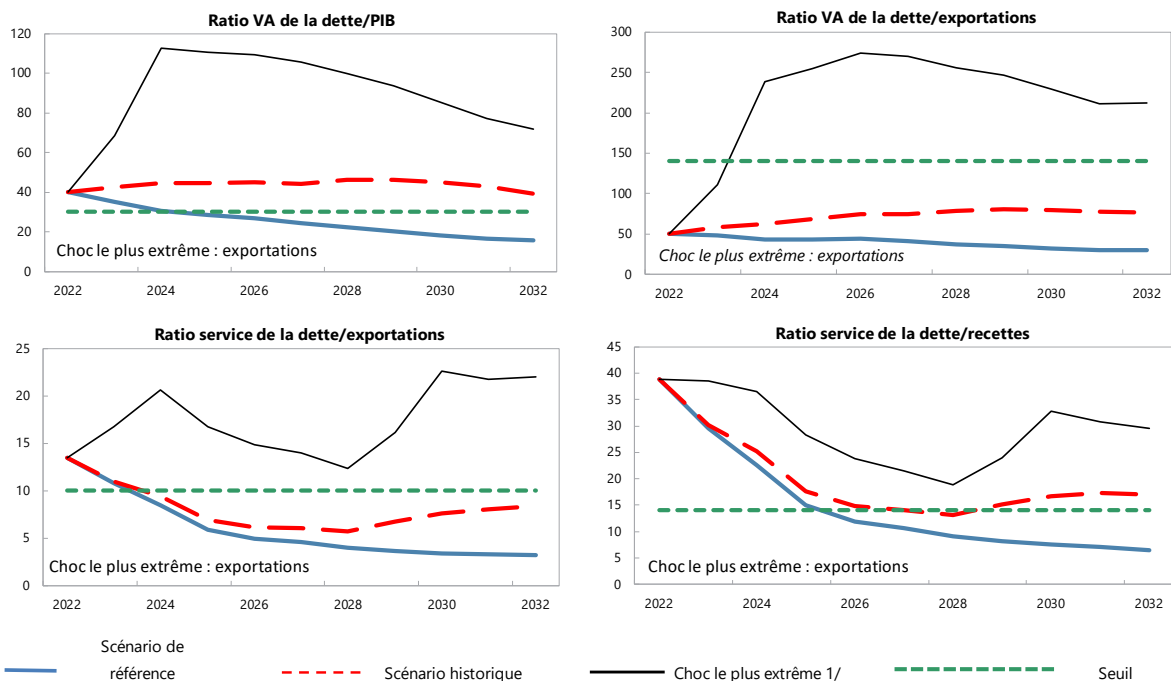 Ratio VA de la dette/PIB
120
100
80
60
40
20
0
Choc le plus extrême : exportations
2022 2024 2026 2028 2030 2032
Ratio VA de la dette/exportations
300
250
200
150
100
50
0
Choc le plus extrême : exportations
2022 2024 2026 2028 2030 2032
Ratio service de la dette/exportations
25
20
15
10
5
0
Choc le plus extrême : exportations
2022 2024 2026 2028 2030 2032
Ratio service de la dette/recettes
45
40
35
30
25
20
15
10
5
0
Choc le plus extrême : exportations
2022 2024 2026 2028 2030 2032
Scénario de
référence
Scénario historique
Choc le plus extrême 1/
Seuil